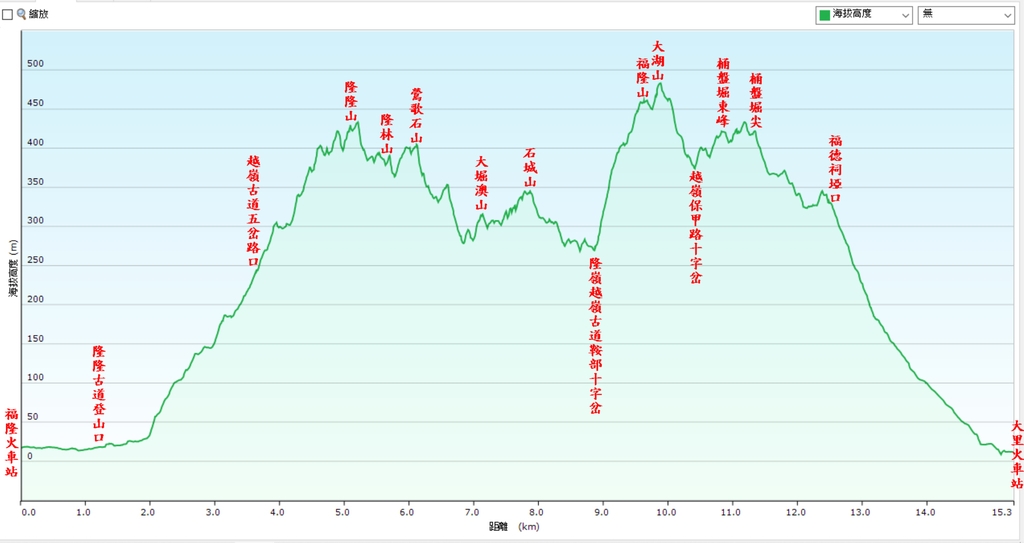 縮放
海拔高度
無
海拔高度 (m)
500
450
400
350
300
250
200
150
100
50
0
福隆火車站
隆隆古道登山口
越嶺古道五岔路口
隆隆山
隆林山
鶯歌石山
大堀澳山
石城山
隆嶺越嶺古道鞍部十字岔
福隆山
大湖山
越嶺保甲路十字岔
桶盤堀東峰
桶盤堀尖
福德祠埡口
大里火車站
0.0
1.0
2.0
3.0
4.0
5.0
6.0
7.0
8.0
9.0
10.0
11.0
12.0
13.0
14.0
15.3
距離 (km)